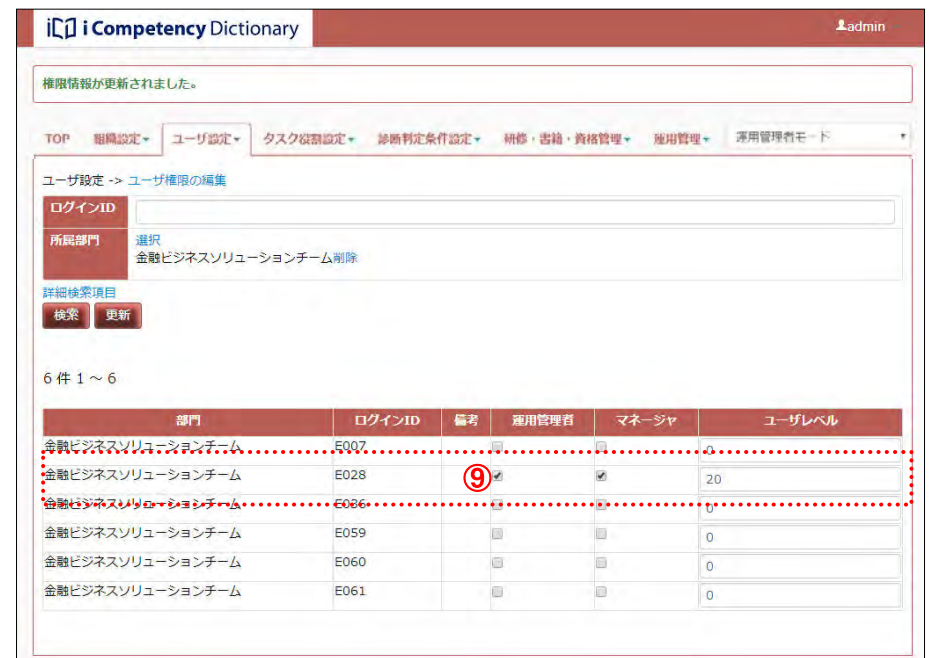 iCD i Competency Dictionary
admin
権限情報が更新されました。
TOP 組織設定 ユーザ設定 タスク役割設定 診断判定条件設定 研修・書籍・資格管理 運用管理 運用管理者モード
ユーザ設定 -> ユーザ権限の編集
ログインID
所属部門 選択
金融ビジネスソリューションチーム削除
詳細検索項目
検索 更新
6 件 1 ～ 6
部門 ログインID 備考 運用管理者 マネージャ ユーザレベル
金融ビジネスソリューションチーム E007 0
金融ビジネスソリューションチーム E028 ⑨ 20
金融ビジネスソリューションチーム E036 0
金融ビジネスソリューションチーム E059 0
金融ビジネスソリューションチーム E060 0
金融ビジネスソリューションチーム E061 0